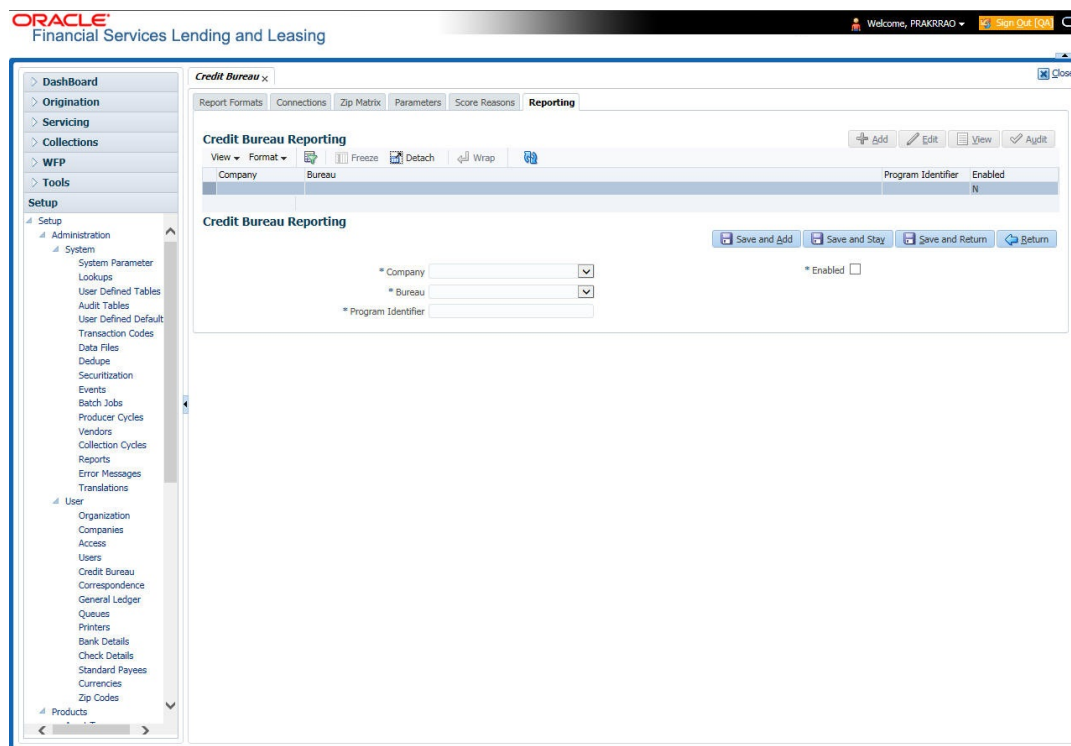 ORACLE®
Financial Services Lending and Leasing
Welcome, PRAKRRAO
Sign Out [QA]
DashBoard
Origination
Servicing
Collections
WFP
Tools
Setup
Setup
Administration
System
System Parameter
Lookups
User Defined Tables
Audit Tables
User Defined Default
Transaction Codes
Data Files
Dedupe
Securitization
Events
Batch Jobs
Producer Cycles
Vendors
Collection Cycles
Reports
Error Messages
Translations
User
Organization
Companies
Access
Users
Credit Bureau
Correspondence
General Ledger
Queues
Printers
Bank Details
Check Details
Standard Payees
Currencies
Zip Codes
Products
Credit Bureau x
Close
Report Formats Connections Zip Matrix Parameters Score Reasons Reporting
Credit Bureau Reporting
Add Edit View Audit
View Format Freeze Detach Wrap
Company Bureau Program Identifier Enabled
N
Credit Bureau Reporting
Save and Add Save and Stay Save and Return Return
* Company
* Enabled
* Bureau
* Program Identifier